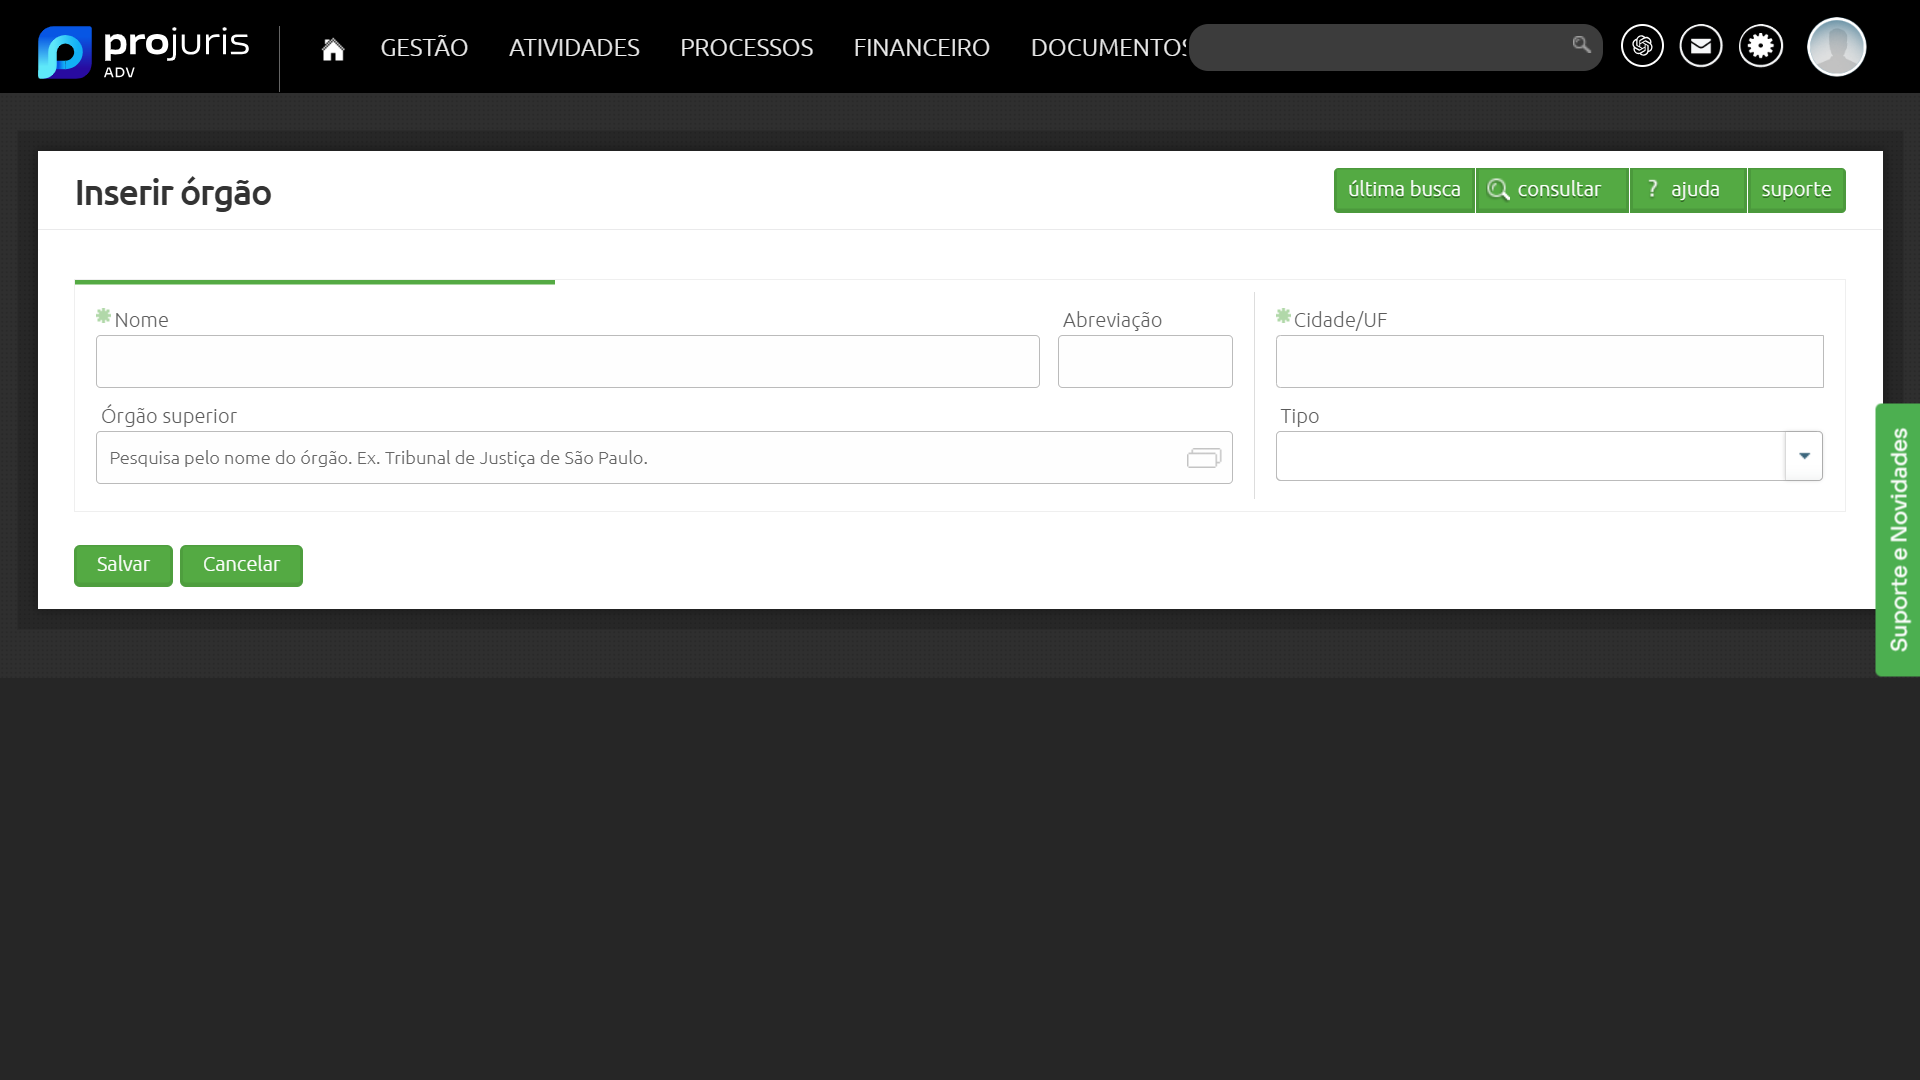 projuris
ADV
GESTÃO
ATIVIDADES
PROCESSOS
FINANCEIRO
DOCUMENTOS
Inserir órgão
última busca
consultar
? ajuda
suporte
Nome
Abreviação
Cidade/UF
Órgão superior
Tipo
Pesquisa pelo nome do órgão. Ex. Tribunal de Justiça de São Paulo.
Salvar
Cancelar
Suporte e Novidades